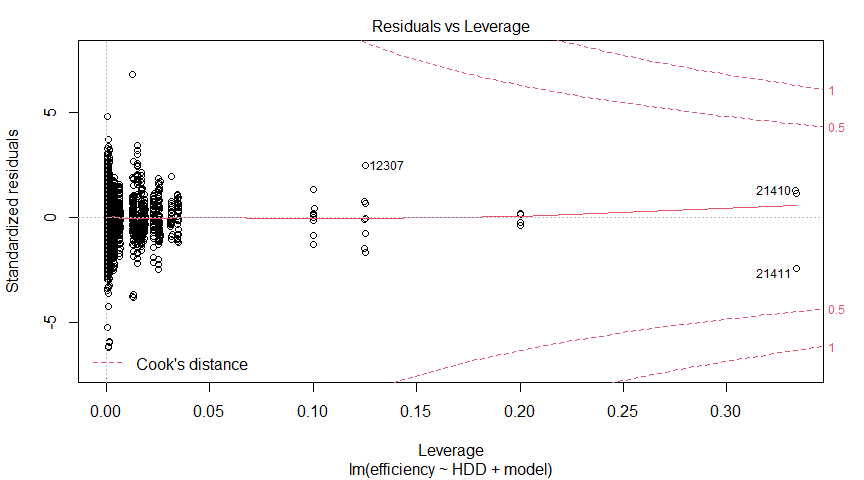 Residuals vs Leverage
Standardized residuals
5
0
-5
12307
21410
21411
1
0.5
0.5
1
Cook's distance
0.00 0.05 0.10 0.15 0.20 0.25 0.30
Leverage
lm(efficiency ~ HDD + model)